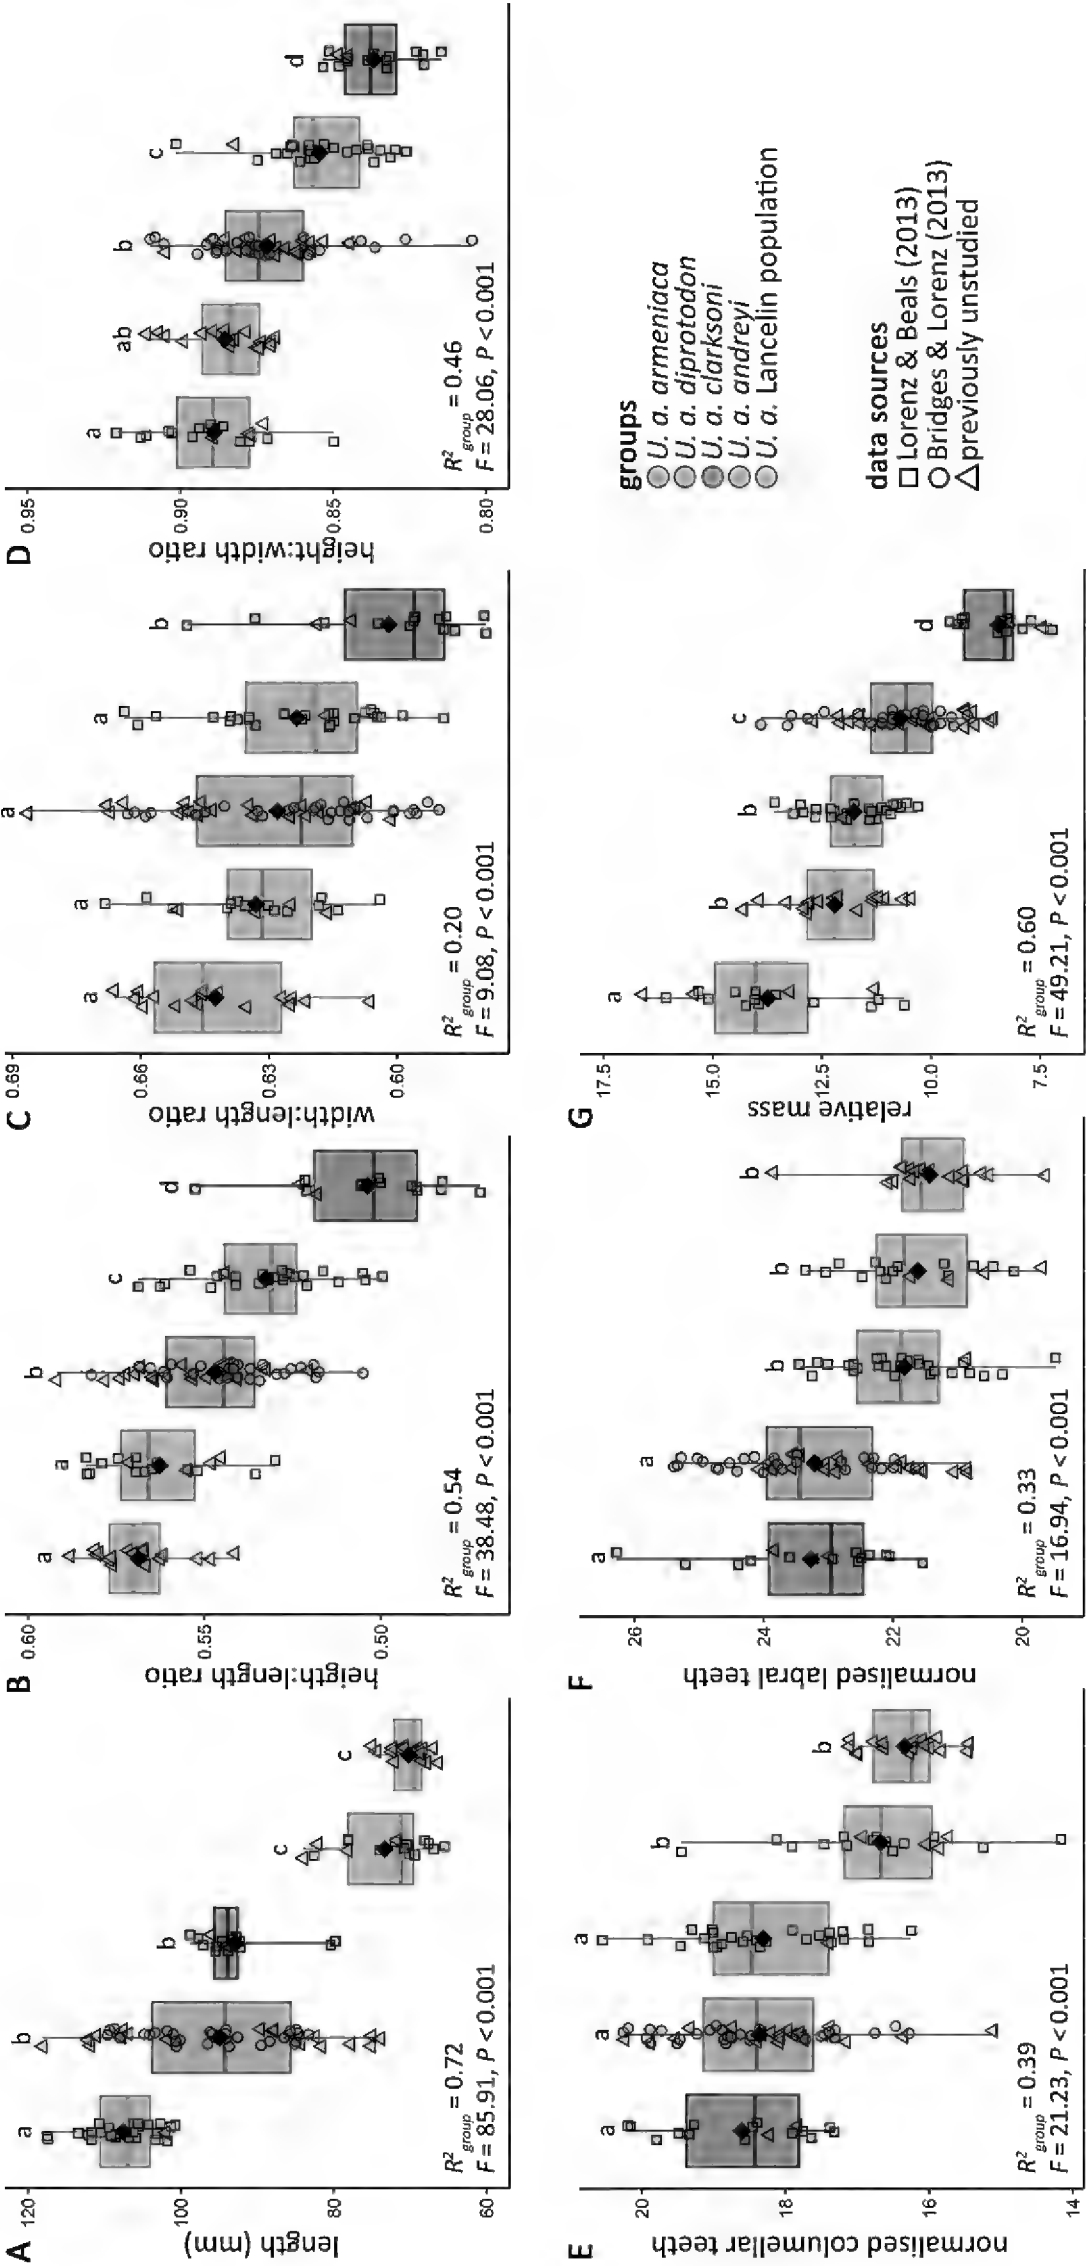 A
length (mm)
120
100
80
60
a
b
b
c
c
R²group = 0.72
F = 85.91, P < 0.001
B
heigth:length ratio
0.60
0.55
0.50
a
a
b
c
d
R²group = 0.54
F = 38.48, P < 0.001
C
width:length ratio
0.69
0.66
0.63
0.60
a
a
a
a
b
R²group = 0.20
F = 9.08, P < 0.001
D
height:width ratio
0.95
0.90
0.85
0.80
a
ab
b
c
d
R²group = 0.46
F = 28.06, P < 0.001
E
normalised columellar teeth
20
18
16
14
a
a
a
b
b
R²group = 0.39
F = 21.23, P < 0.001
F
normalised labral teeth
26
24
22
20
a
a
b
b
b
R²group = 0.33
F = 16.94, P < 0.001
G
relative mass
17.5
15.0
12.5
10.0
7.5
a
b
b
c
d
R²group = 0.60
F = 49.21, P < 0.001
groups
U. a. armeniaca
U. a. diprotodon
U. a. clarksoni
U. a. andreyi
U. a. Lancelin population
data sources
Lorenz & Beals (2013)
Bridges & Lorenz (2013)
previously unstudied